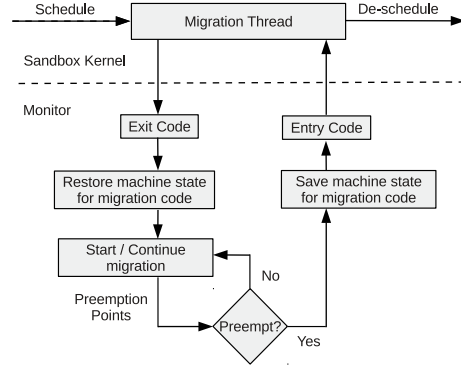 Schedule
De-schedule
Migration Thread
Sandbox Kernel
Monitor
Exit Code
Entry Code
Restore machine state
for migration code
Save machine state
for migration code
Start / Continue
migration
No
Preemption
Points
Preempt?
Yes